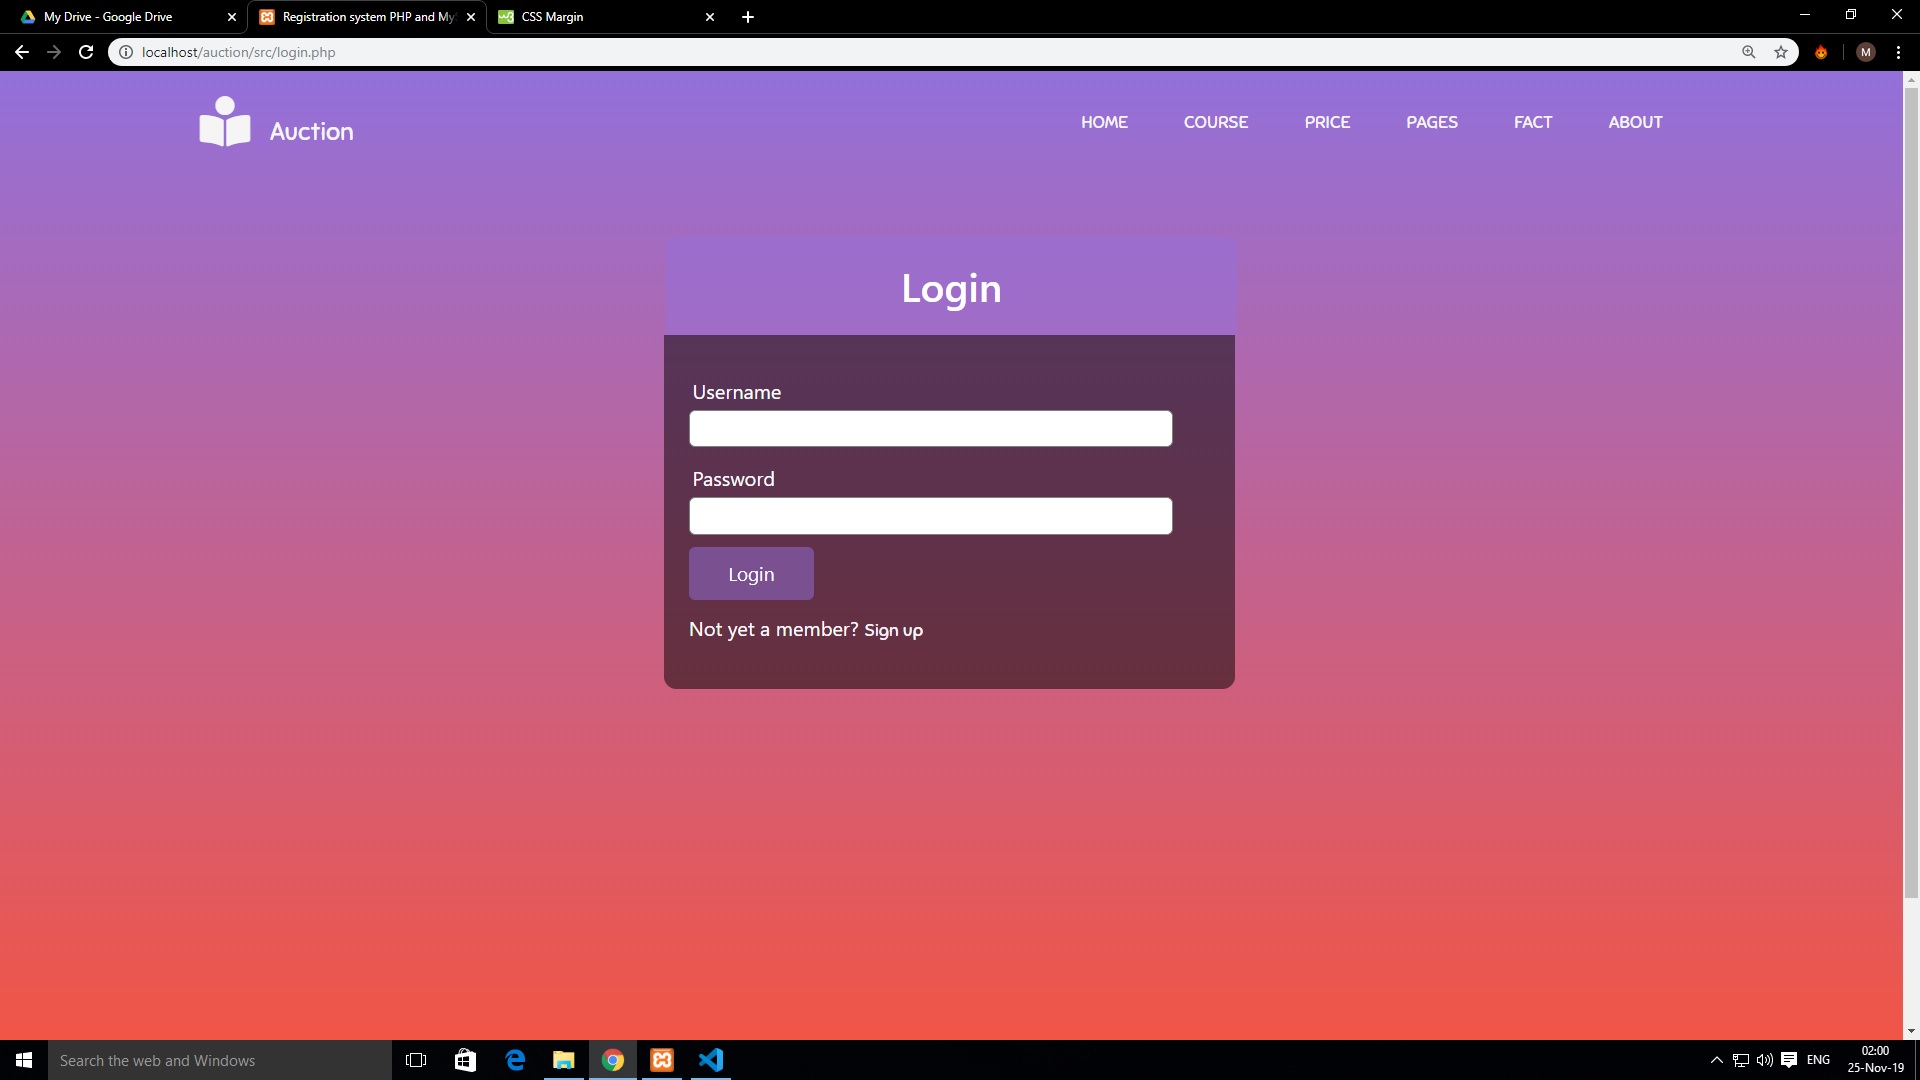 My Drive - Google Drive
Registration system PHP and My
CSS Margin
localhost/auction/src/login.php
M
Auction
HOME COURSE PRICE PAGES FACT ABOUT
Login
Username
Password
Login
Not yet a member? Sign up
Search the web and Windows
ENG
02:00
25-Nov-19